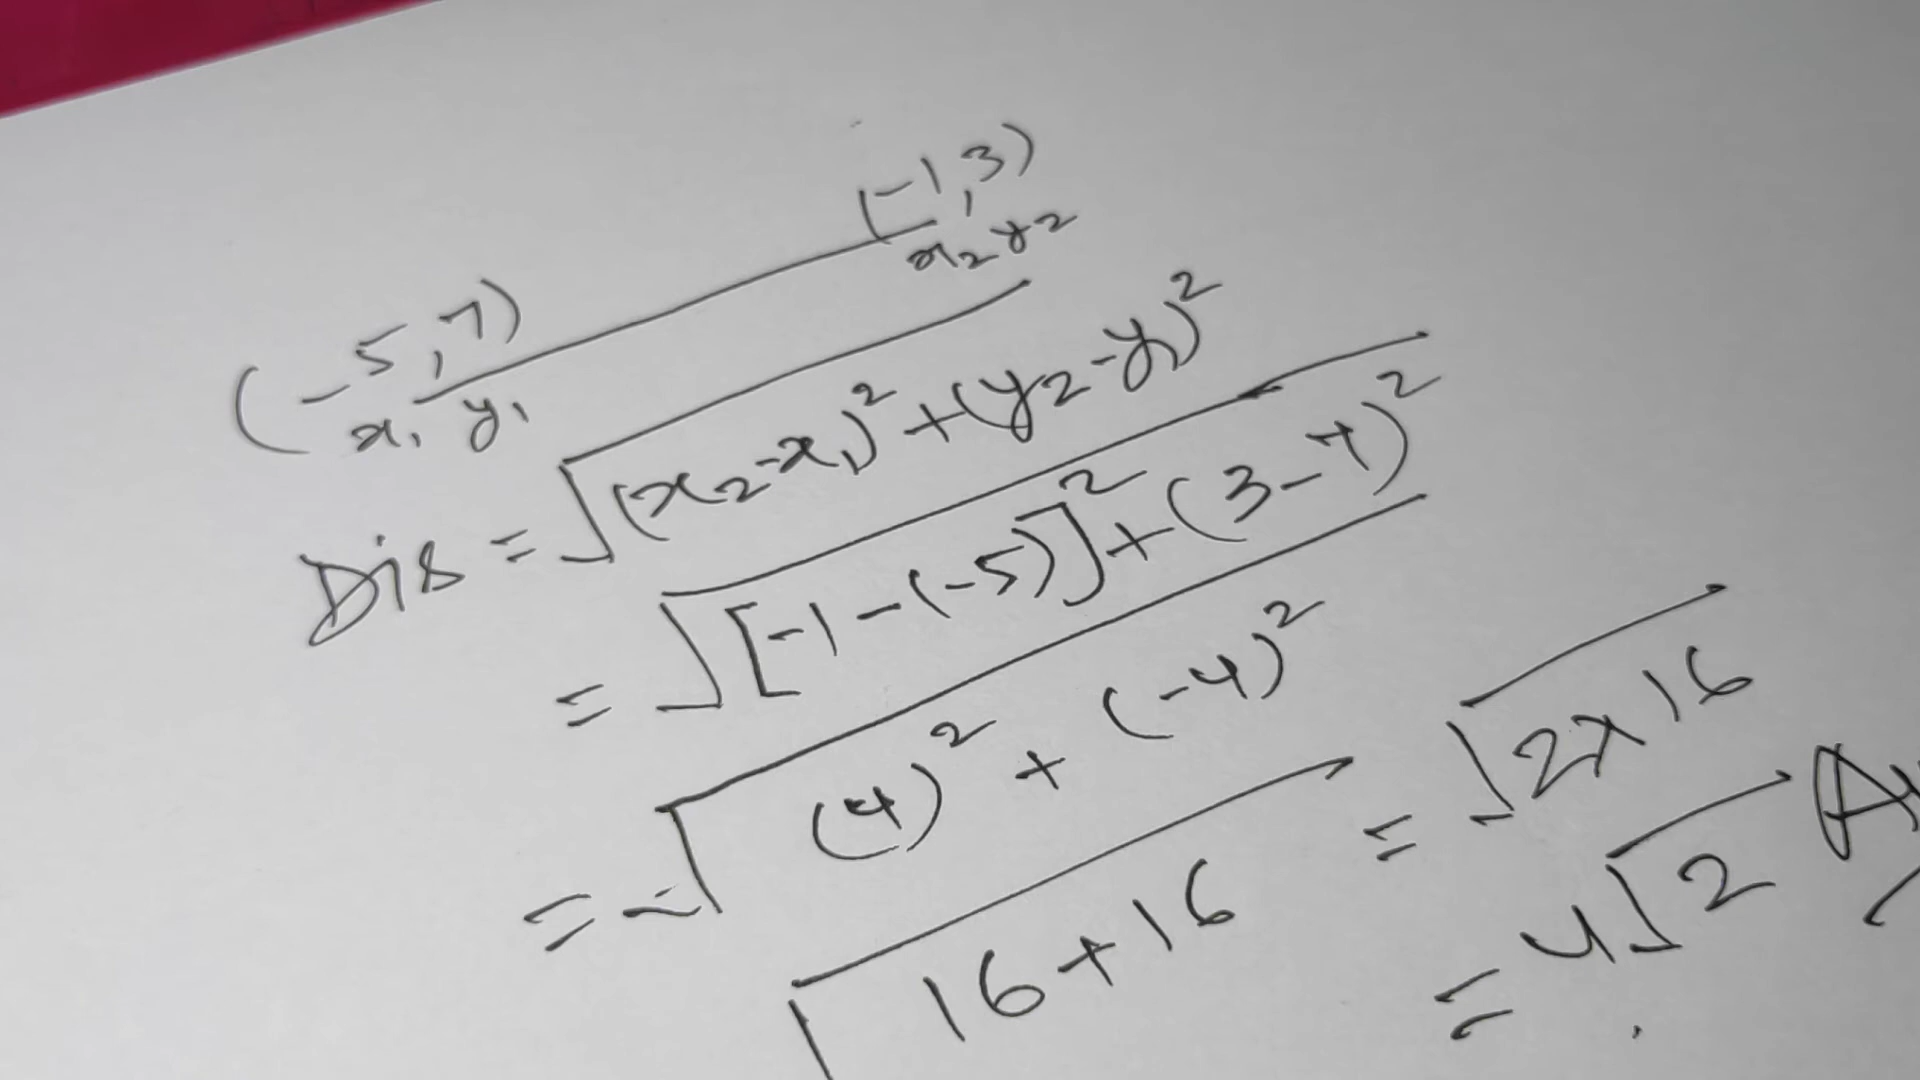 (-1,3)
x₂ y₂
(-5,7)
x₁ y₁
Dis = √(x₂-x₁)²+(y₂-y₁)²
= √[-1-(-5)]²+(3-7)²
= √(4)² + (-4)²
√16+16 = √2×16
= 4√2